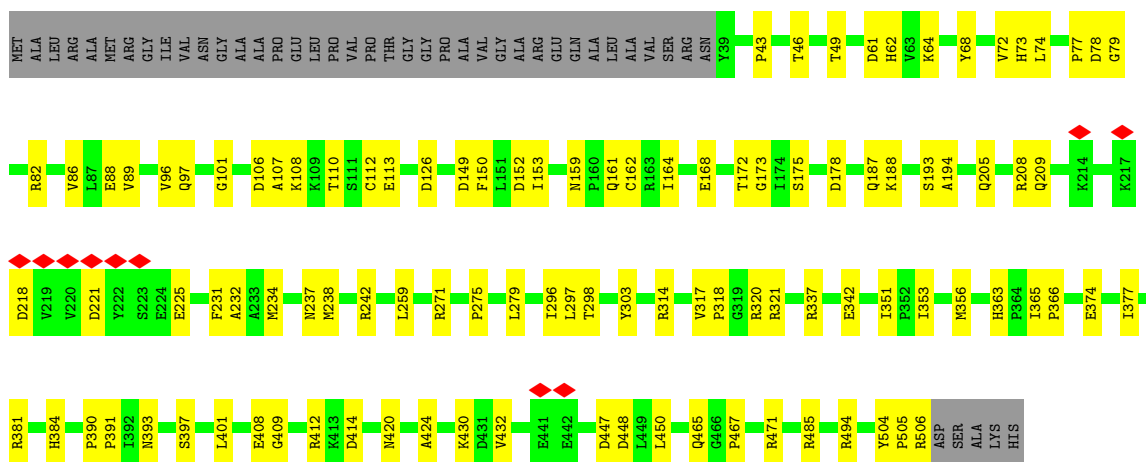 MET ALA LEU ARG ALA MET ARG GLY ILE VAL ASN GLY ALA ALA PRO GLU LEU PRO VAL PRO THR GLY GLY PRO ALA VAL GLY ALA ARG GLU GLN ALA LEU ALA VAL SER ARG ASN Y39 P43 T46 T49 D61 H62 V63 K64 Y68 V72 H73 L74 P77 D78 G79
R82 V86 L87 E88 V89 V96 Q97 G101 D106 A107 K108 K109 T110 S111 C112 E113 D126 D149 F150 L151 D152 I153 N159 P160 Q161 C162 R163 I164 E168 T172 G173 I174 S175 D178 Q187 K188 S193 A194 Q205 R208 Q209 K214 K217
D218 V219 V220 D221 Y222 S223 E224 E225 F231 A232 A233 M234 N237 M238 R242 L259 R271 P275 L279 I296 L297 T298 Y303 R314 V317 P318 G319 R320 R321 R337 E342 I351 P352 I353 M356 H363 P364 I365 P366 E374 I377
R381 H384 P390 P391 I392 N393 S397 L401 E408 G409 R412 K413 D414 N420 A424 K430 D431 V432 E441 E442 D447 D448 L449 L450 Q465 G466 P467 R471 R485 R494 Y504 P505 R506 ASP SER ALA LYS HIS